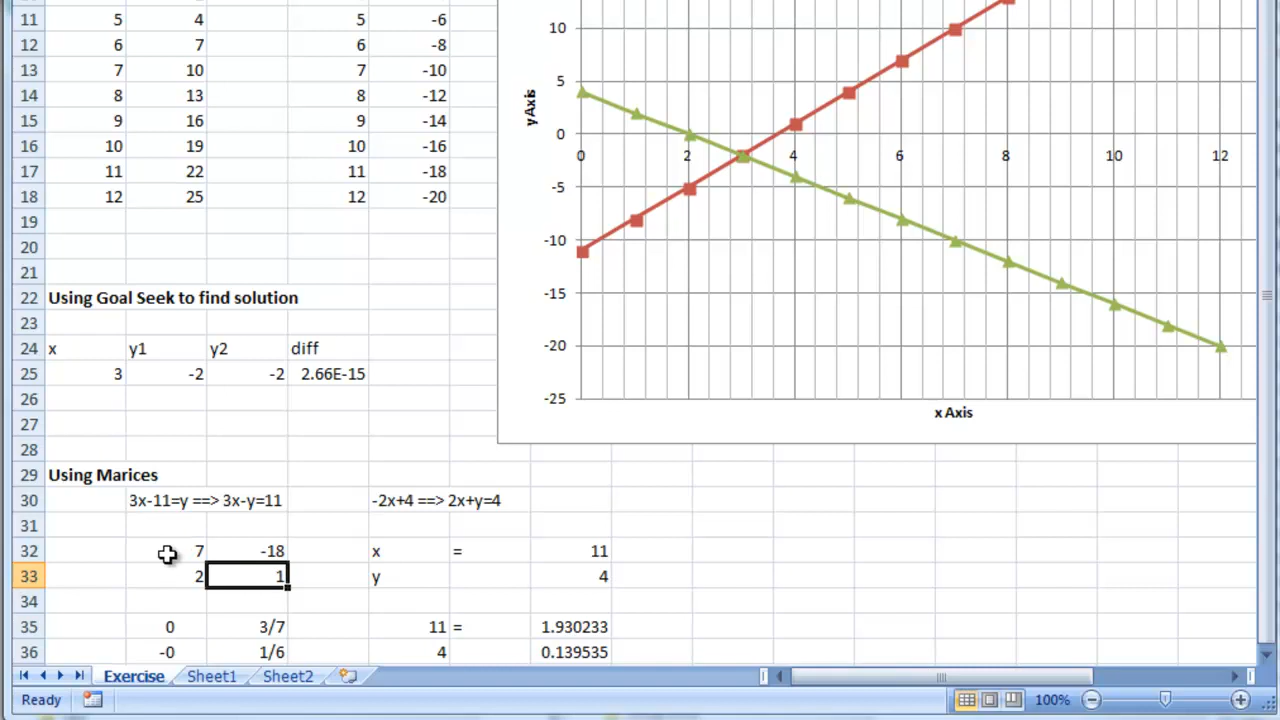 11 5 4 5 -6
12 6 7 6 -8
13 7 10 7 -10
14 8 13 8 -12
15 9 16 9 -14
16 10 19 10 -16
17 11 22 11 -18
18 12 25 12 -20
19
20
21
22 Using Goal Seek to find solution
23
24 x y1 y2 diff
25 3 -2 -2 2.66E-15
26
27
28
29 Using Marices
30 3x-11=y ==> 3x-y=11 -2x+4 ==> 2x+y=4
31
32 7 -18 x = 11
33 2 1 y 4
34
35 0 3/7 11 = 1.930233
36 -0 1/6 4 0.139535
10
5
0
-5
-10
-15
-20
-25
y Axis
0 2 4 6 8 10 12
x Axis
Exercise Sheet1 Sheet2
Ready 100%